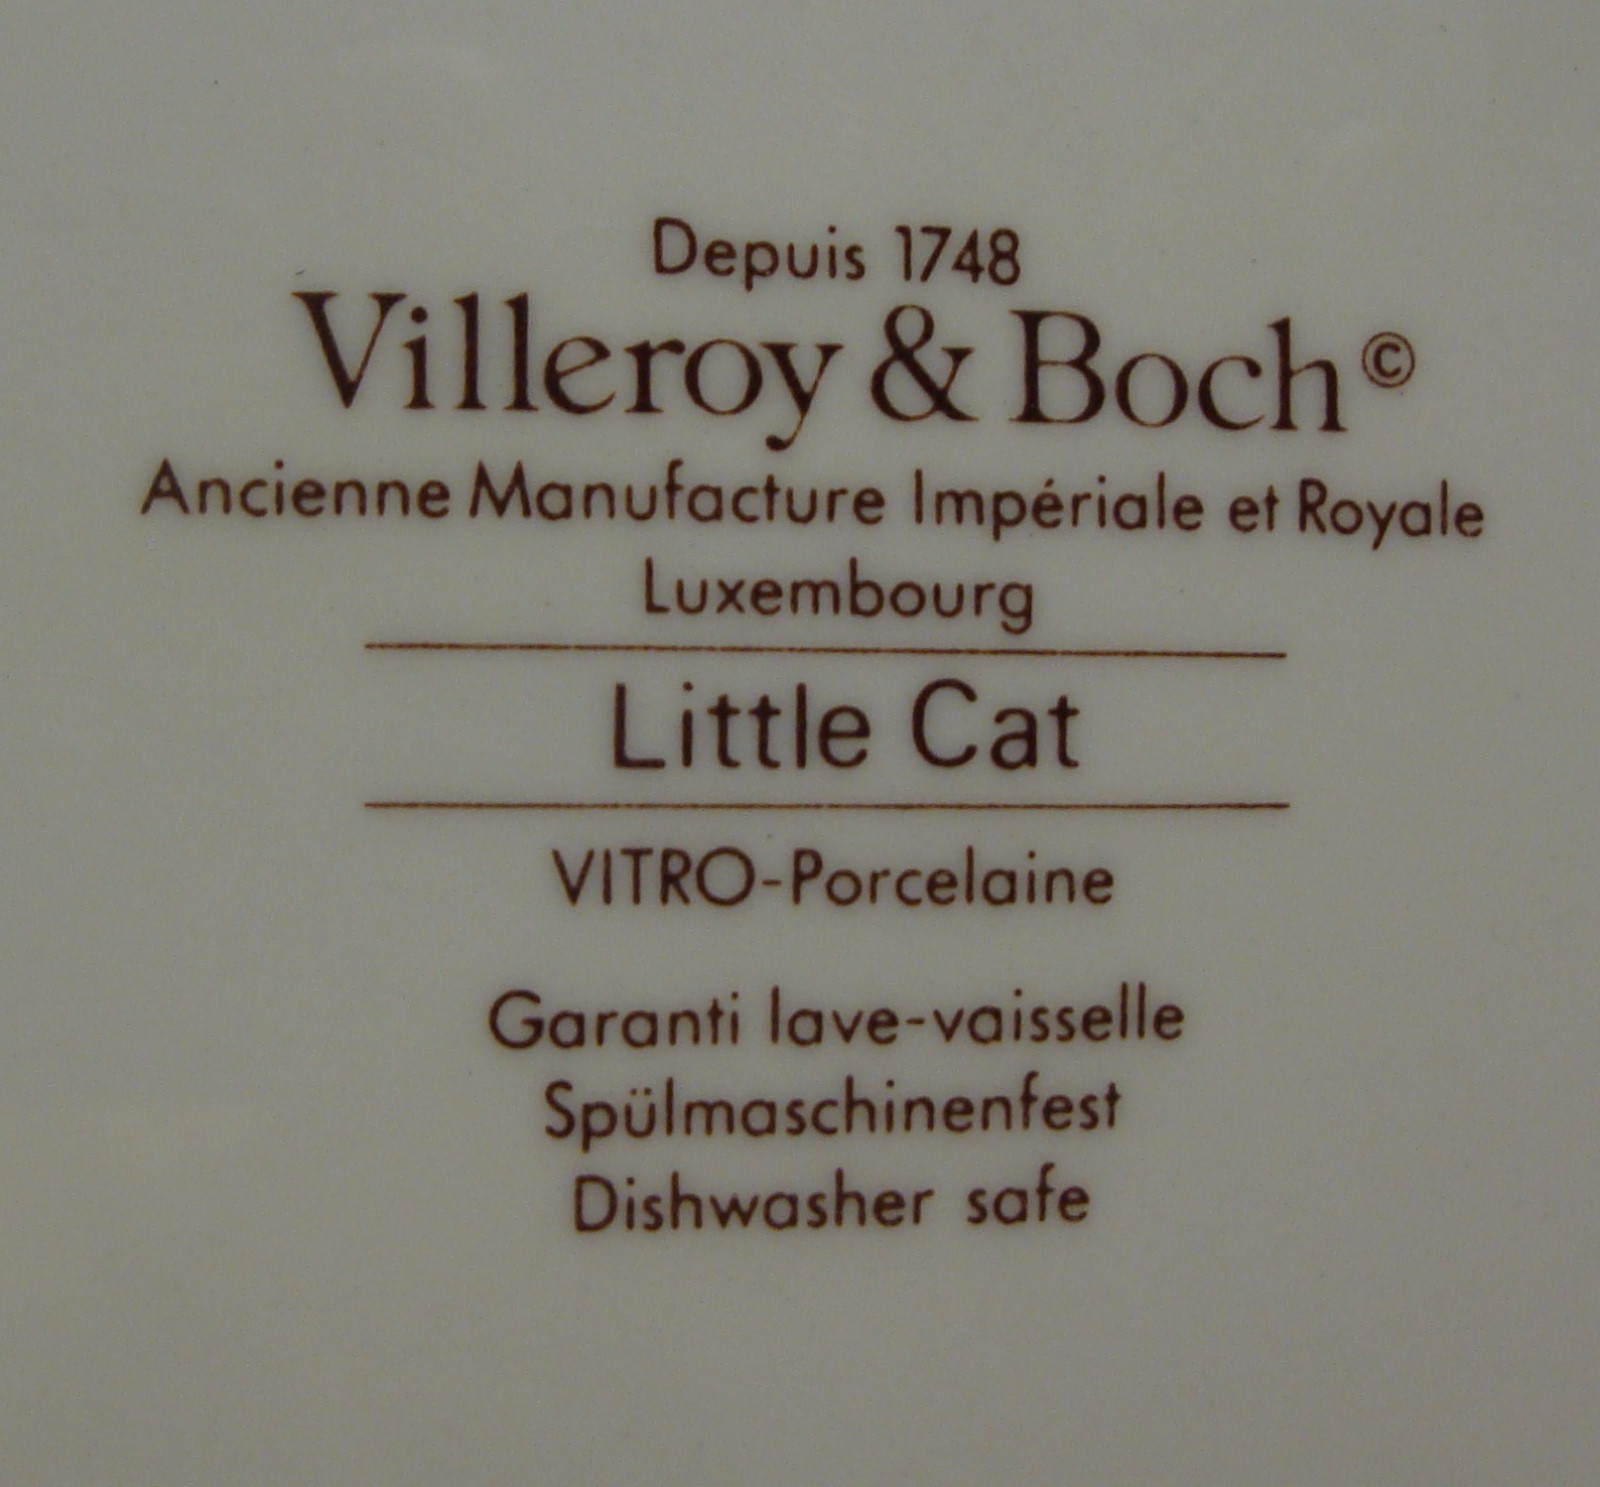 Depuis 1748
Villeroy & Boch©
Ancienne Manufacture Impériale et Royale
Luxembourg
Little Cat
VITRO-Porcelaine
Garanti lave-vaisselle
Spülmaschinenfest
Dishwasher safe